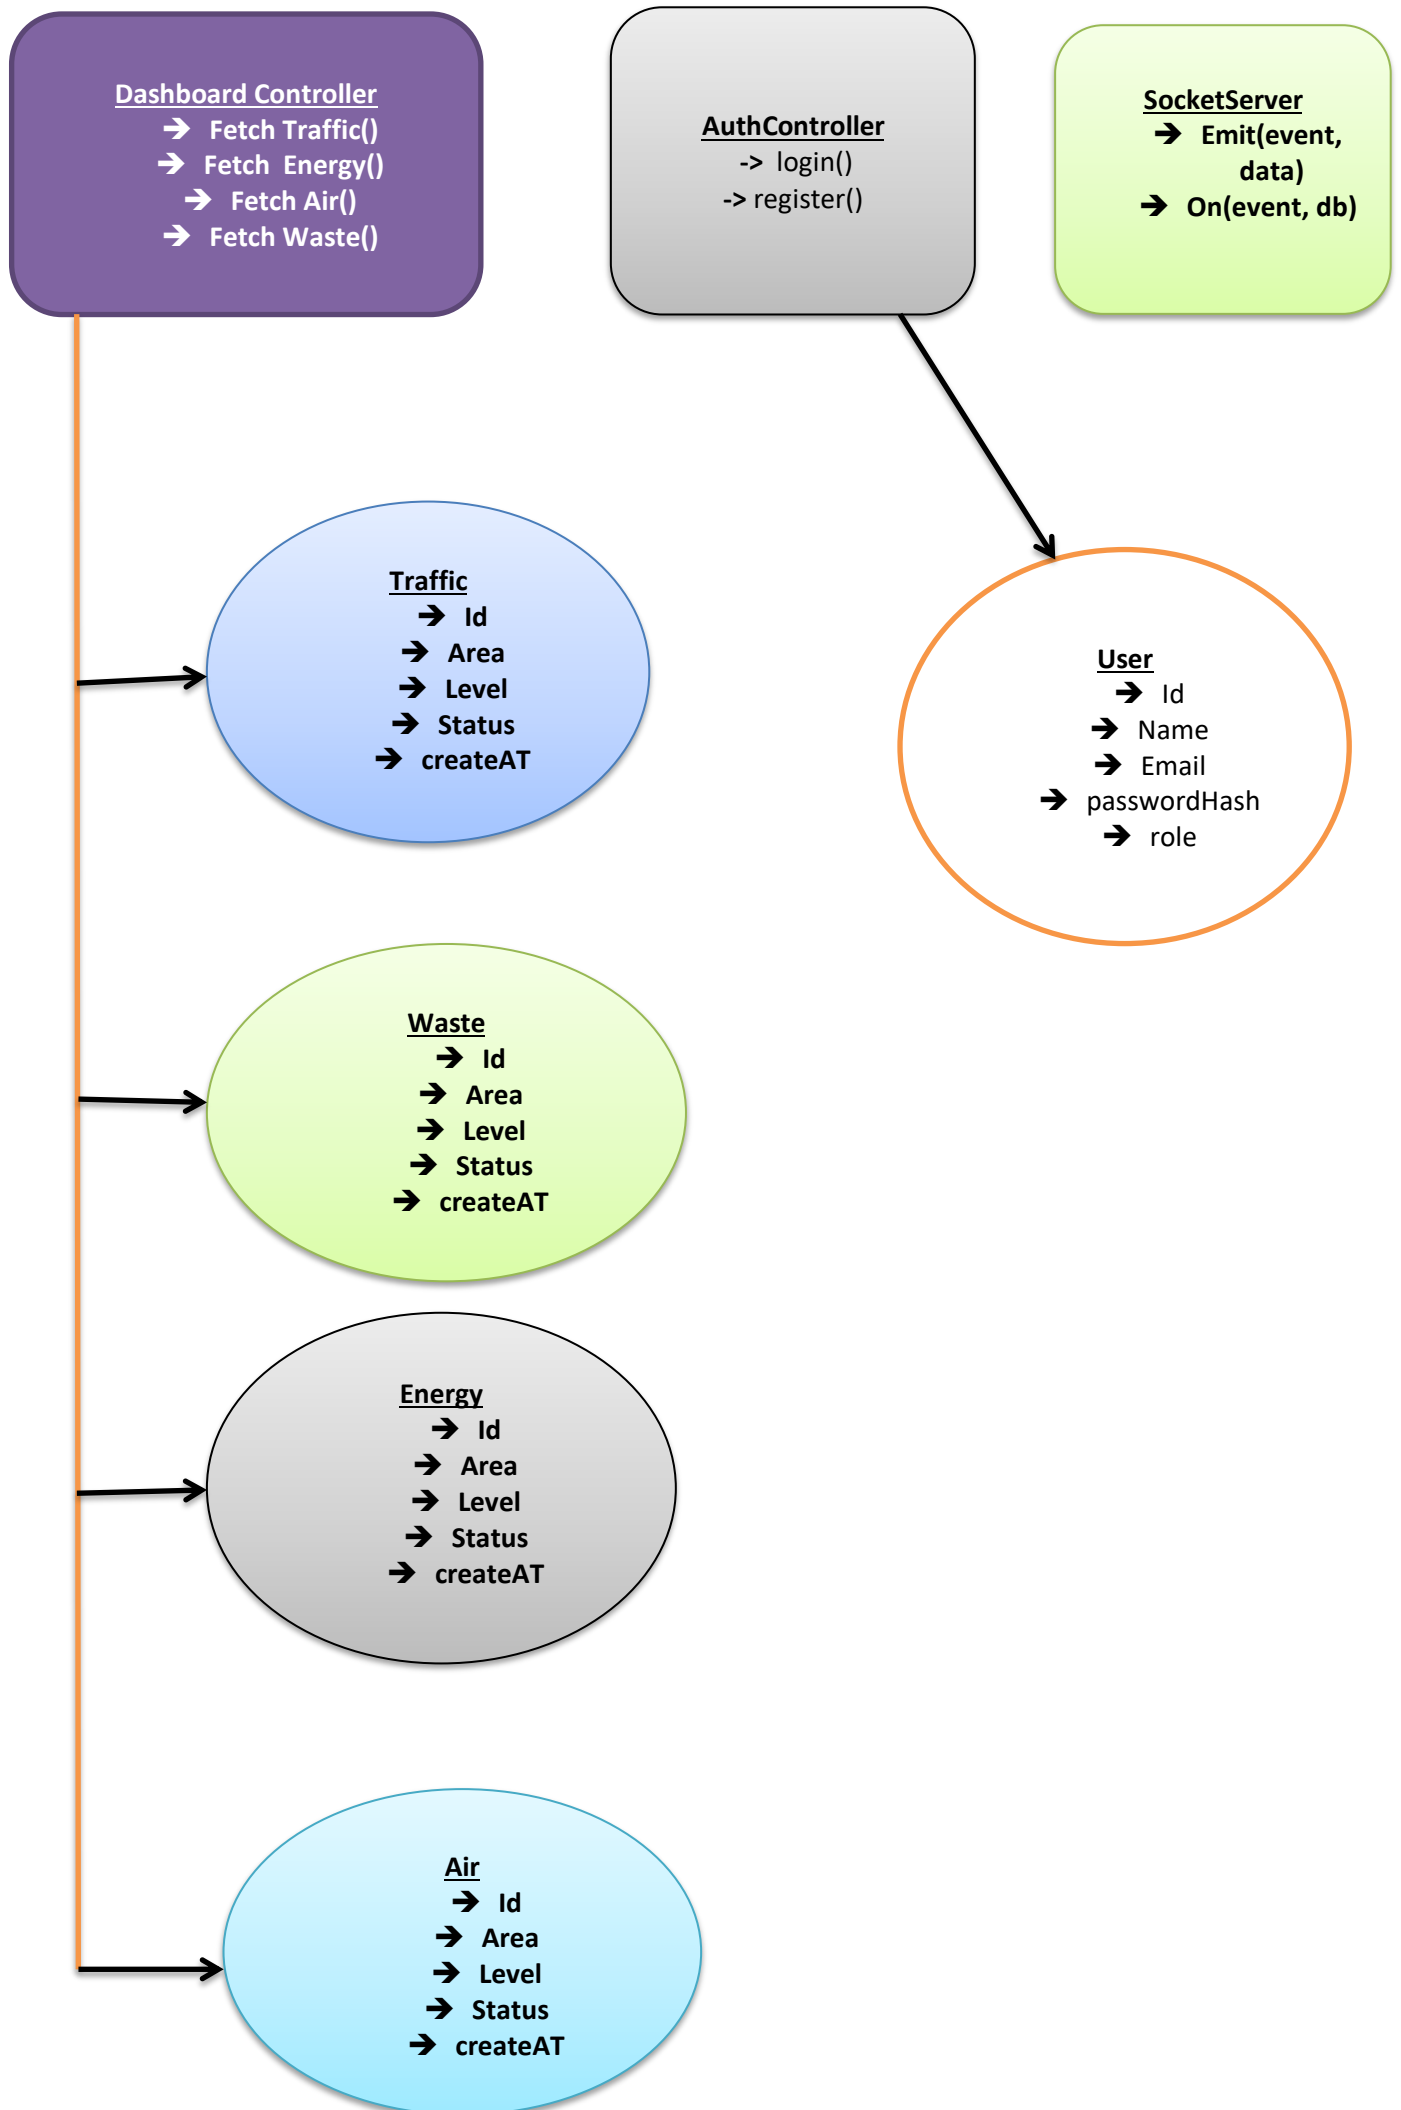 Dashboard Controller
➔ Fetch Traffic()
➔ Fetch Energy()
➔ Fetch Air()
➔ Fetch Waste()
AuthController
-> login()
-> register()
SocketServer
➔ Emit(event,
data)
➔ On(event, db)
Traffic
➔ Id
➔ Area
➔ Level
➔ Status
➔ createAT
User
➔ Id
➔ Name
➔ Email
➔ passwordHash
➔ role
Waste
➔ Id
➔ Area
➔ Level
➔ Status
➔ createAT
Energy
➔ Id
➔ Area
➔ Level
➔ Status
➔ createAT
Air
➔ Id
➔ Area
➔ Level
➔ Status
➔ createAT